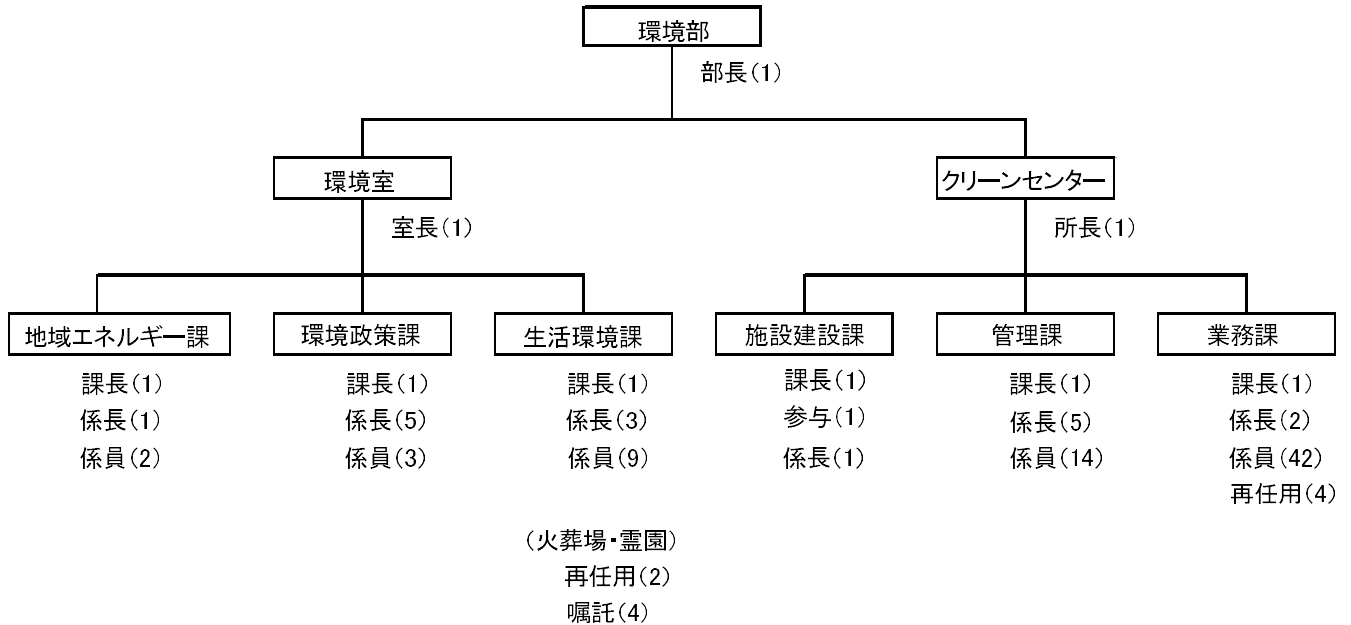 環境部
部長(1)
環境室
室長(1)
クリーンセンター
所長(1)
地域エネルギー課
課長(1)
係長(1)
係員(2)
環境政策課
課長(1)
係長(5)
係員(3)
生活環境課
課長(1)
係長(3)
係員(9)
(火葬場・霊園)
再任用(2)
嘱託(4)
施設建設課
課長(1)
参与(1)
係長(1)
管理課
課長(1)
係長(5)
係員(14)
業務課
課長(1)
係長(2)
係員(42)
再任用(4)